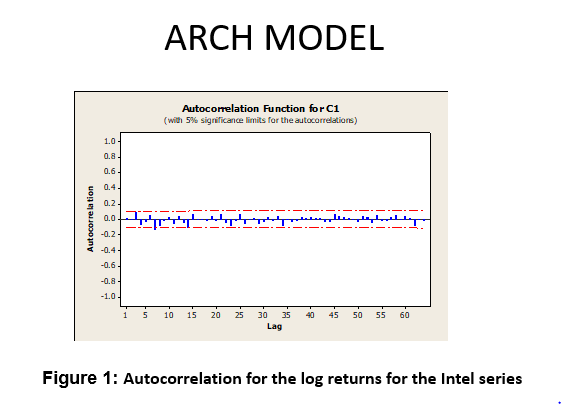 ARCH MODEL
Autocorrelation Function for C1
(with 5% significance limits for the autocorrelations)
1.0
0.8
0.6
0.4
0.2
0.0
-0.2
-0.4
-0.6
-0.8
-1.0
Autocorrelation
1 5 10 15 20 25 30 35 40 45 50 55 60
Lag
Figure 1: Autocorrelation for the log returns for the Intel series